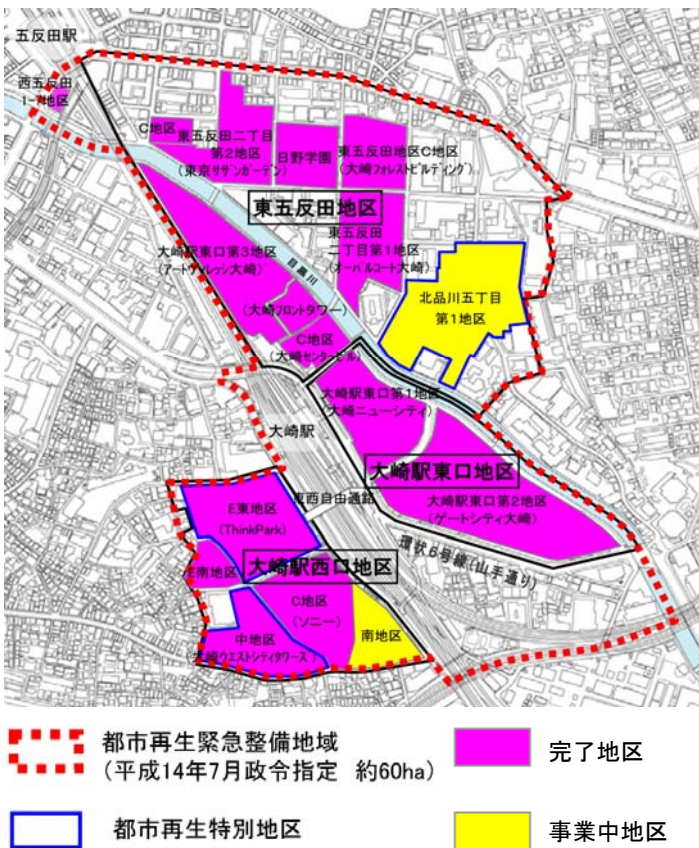 五反田駅
西五反田
1-7地区
C地区
東五反田二丁目
第2地区
(東京サザンガーデン)
日野学園
東五反田地区C地区
(大崎フォレストビルディング)
東五反田地区
東五反田
二丁目第1地区
(オーバルコート大崎)
大崎駅東口第3地区
(アートヴィレッジ大崎)
目黒川
北品川五丁目
第1地区
(大崎フロントタワー)
C地区
(大崎センタービル)
大崎駅東口第1地区
(大崎ニューシティ)
大崎駅
大崎駅東口地区
東西自由通路
大崎駅東口第2地区
(ゲートシティ大崎)
環状6号線(山手通り)
E東地区
(ThinkPark)
大崎駅西口地区
E南地区
C地区
(ソニー)
中地区
(大崎ウエストシティタワーズ)
南地区
都市再生緊急整備地域
(平成14年7月政令指定 約60ha)
完了地区
都市再生特別地区
事業中地区